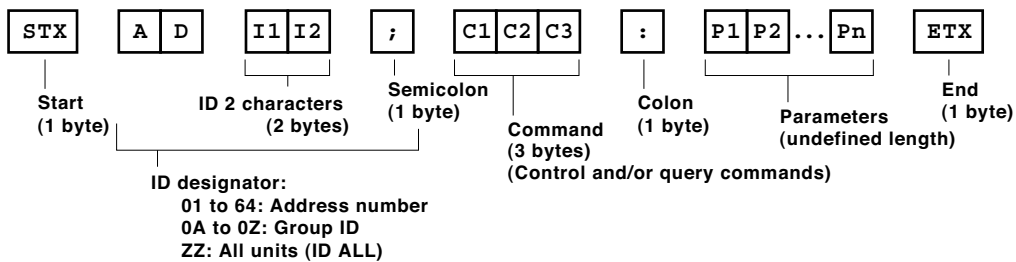 STX A D I1 I2 ; C1 C2 C3 : P1 P2 ... Pn ETX
Start
(1 byte)
ID 2 characters
(2 bytes)
Semicolon
(1 byte)
Command
(3 bytes)
(Control and/or query commands)
Colon
(1 byte)
Parameters
(undefined length)
End
(1 byte)
ID designator:
01 to 64: Address number
0A to 0Z: Group ID
ZZ: All units (ID ALL)